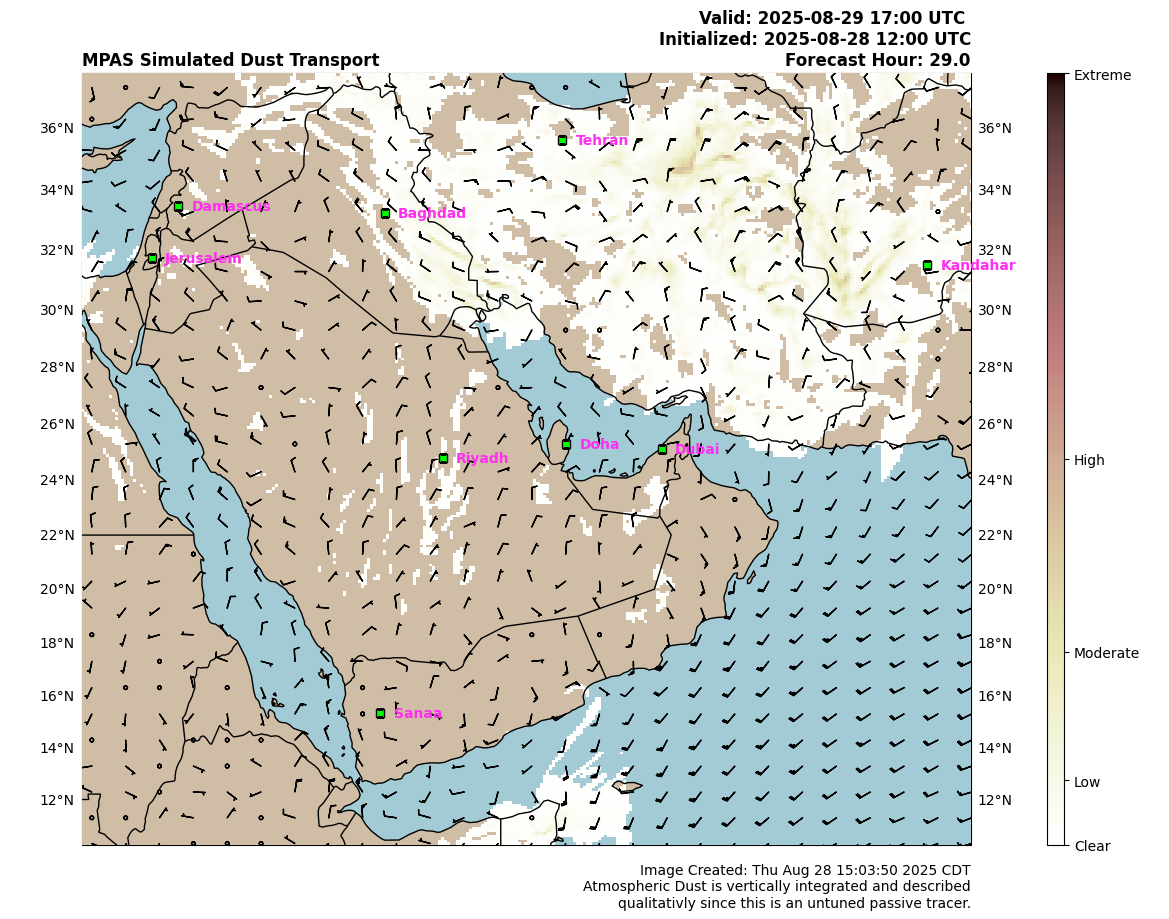 Valid: 2025-08-29 17:00 UTC
Initialized: 2025-08-28 12:00 UTC
MPAS Simulated Dust Transport
Forecast Hour: 29.0
Extreme
36°N
36°N
Tehran
34°N
34°N
Damascus
Baghdad
32°N
32°N
Jerusalem
Kandahar
30°N
30°N
28°N
28°N
26°N
26°N
Doha
Dubai
Riyadh
High
24°N
24°N
22°N
22°N
20°N
20°N
18°N
18°N
Moderate
16°N
16°N
Sanaa
14°N
14°N
Low
12°N
12°N
Clear
Image Created: Thu Aug 28 15:03:50 2025 CDT
Atmospheric Dust is vertically integrated and described
qualitativly since this is an untuned passive tracer.